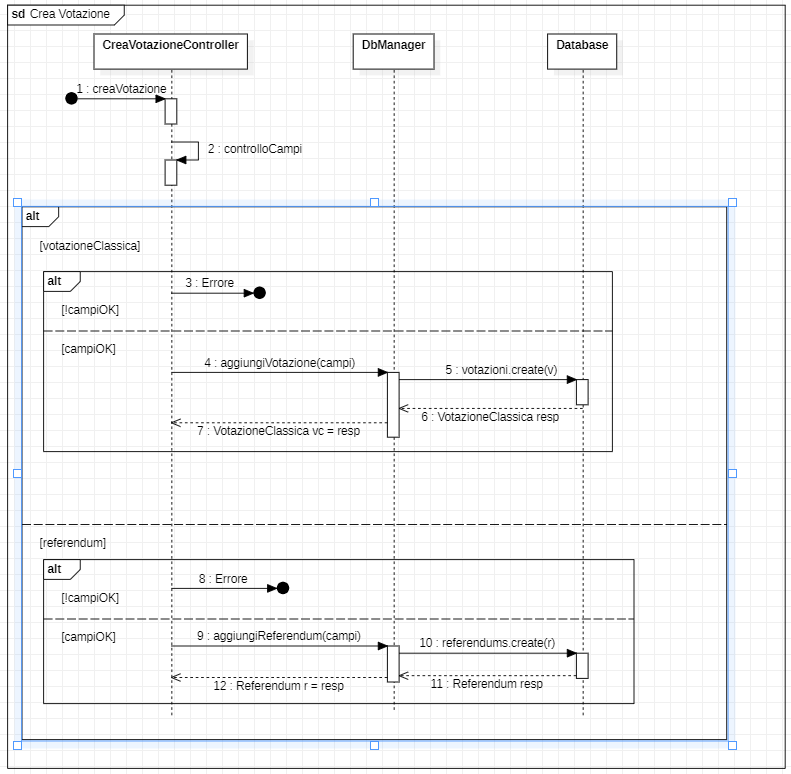 sd Crea Votazione
CreaVotazioneController
DbManager
Database
1 : creaVotazione
2 : controlloCampi
alt
[votazioneClassica]
alt
3 : Errore
[!campiOK]
[campiOK]
4 : aggiungiVotazione(campi)
5 : votazioni.create(v)
6 : VotazioneClassica resp
7 : VotazioneClassica vc = resp
[referendum]
alt
8 : Errore
[!campiOK]
[campiOK]
9 : aggiungiReferendum(campi)
10 : referendums.create(r)
11 : Referendum resp
12 : Referendum r = resp